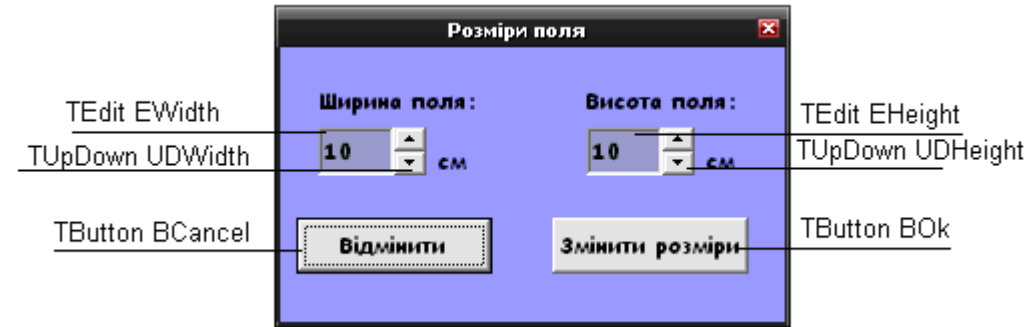 Розміри поля
Ширина поля:
Висота поля:
TEdit EWidth
TEdit EHeight
10
10
TUpDown UDWidth
см
см
TUpDown UDHeight
TButton BCancel
Відмінити
Змінити розміри
TButton BOk